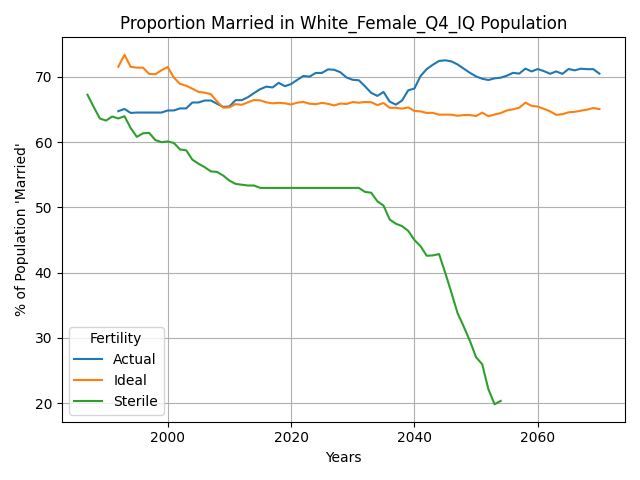 Proportion Married in White_Female_Q4_IQ Population
% of Population 'Married'
70
60
50
40
30
20
Fertility
Actual
Ideal
Sterile
2000 2020 2040 2060
Years